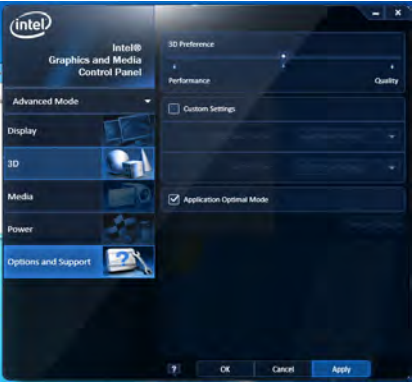 intel
Intel®
Graphics and Media
Control Panel
Advanced Mode
Display
3D
Media
Power
Options and Support
3D Preference
Performance
Quality
Custom Settings
Application Optimal Mode
?
OK
Cancel
Apply